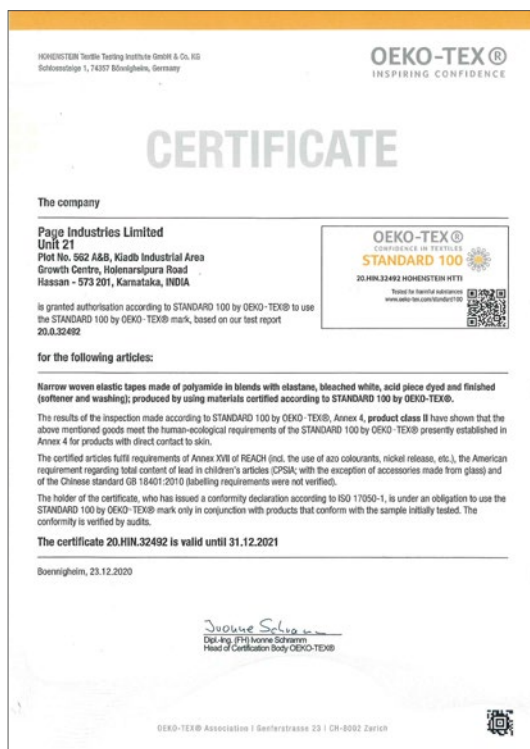 HOHENSTEIN Textile Testing Institute GmbH & Co. KG
Schlosssteige 1, 74357 Bönnigheim, Germany
OEKO-TEX®
INSPIRING CONFIDENCE
CERTIFICATE
The company
Page Industries Limited
Unit 21
Plot No. 562 A&B, Kiadb Industrial Area
Growth Centre, Holenarsipura Road
Hassan - 573 201, Karnataka, INDIA
OEKO-TEX®
CONFIDENCE IN TEXTILES
STANDARD 100
20.HIN.32492 HOHENSTEIN HTTI
Tested for harmful substances
www.oeko-tex.com/standard100
is granted authorisation according to STANDARD 100 by OEKO-TEX® to use
the STANDARD 100 by OEKO-TEX® mark, based on our test report
20.0.32492
for the following articles:
Narrow woven elastic tapes made of polyamide in blends with elastane, bleached white, acid piece dyed and finished
(softener and washing); produced by using materials certified according to STANDARD 100 by OEKO-TEX®.
The results of the inspection made according to STANDARD 100 by OEKO-TEX®, Annex 4, product class II have shown that the
above mentioned goods meet the human-ecological requirements of the STANDARD 100 by OEKO-TEX® presently established in
Annex 4 for products with direct contact to skin.
The certified articles fulfil requirements of Annex XVII of REACH (incl. the use of azo colourants, nickel release, etc.), the American
requirement regarding total content of lead in children's articles (CPSIA; with the exception of accessories made from glass) and
of the Chinese standard GB 18401:2010 (labelling requirements were not verified).
The holder of the certificate, who has issued a conformity declaration according to ISO 17050-1, is under an obligation to use the
STANDARD 100 by OEKO-TEX® mark only in conjunction with products that conform with the sample initially tested. The
conformity is verified by audits.
The certificate 20.HIN.32492 is valid until 31.12.2021
Boennigheim, 23.12.2020
Ivonne Schramm
Dipl.-Ing. (FH) Ivonne Schramm
Head of Certification Body OEKO-TEX®
OEKO-TEX® Association | Genferstrasse 23 | CH-8002 Zurich